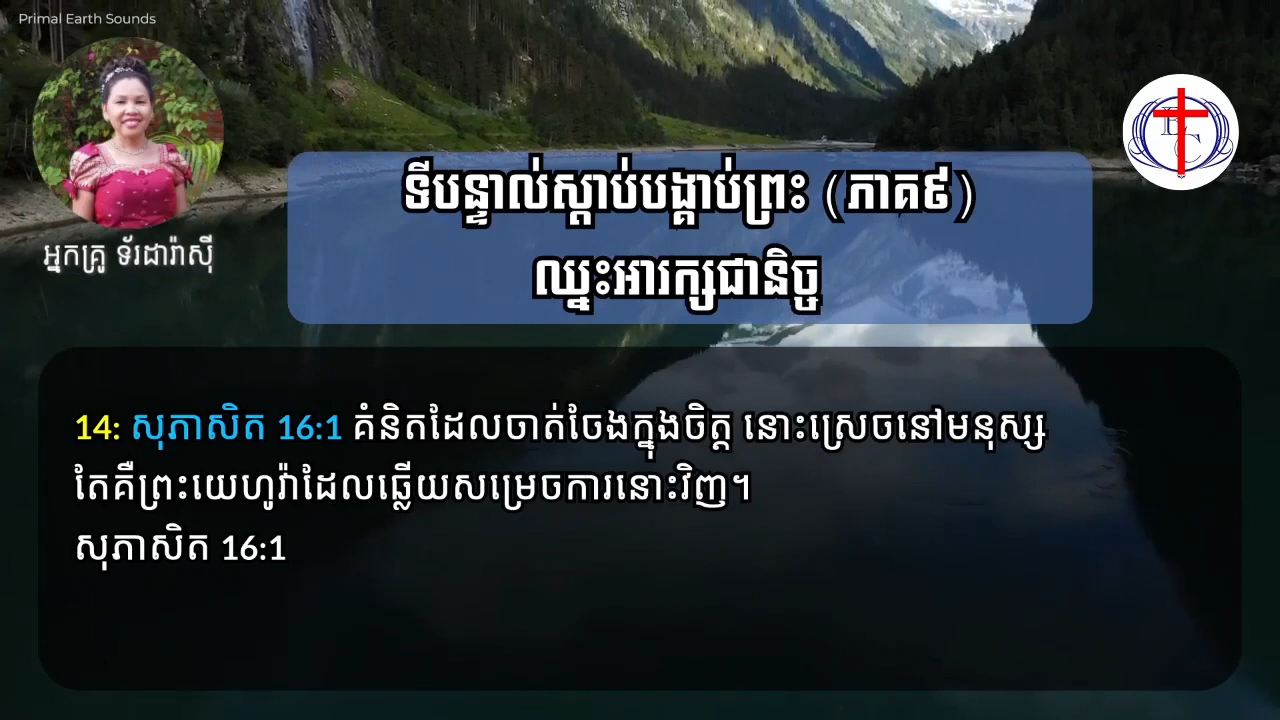 Primal Earth Sounds
ទីបន្ទាល់ស្តាប់បង្គាប់ព្រះ (ភាគ៩)
ឈ្នះអារក្សជានិច្ច
អ្នកគ្រូ ទ័រដារ៉ាស៊ី
14: សុភាសិត 16:1 គំនិតដែលចាត់ចែងក្នុងចិត្ត នោះស្រេចនៅមនុស្ស
តែគឺព្រះយេហូវ៉ាដែលឆ្លើយសម្រេចការនោះវិញ។
សុភាសិត 16:1